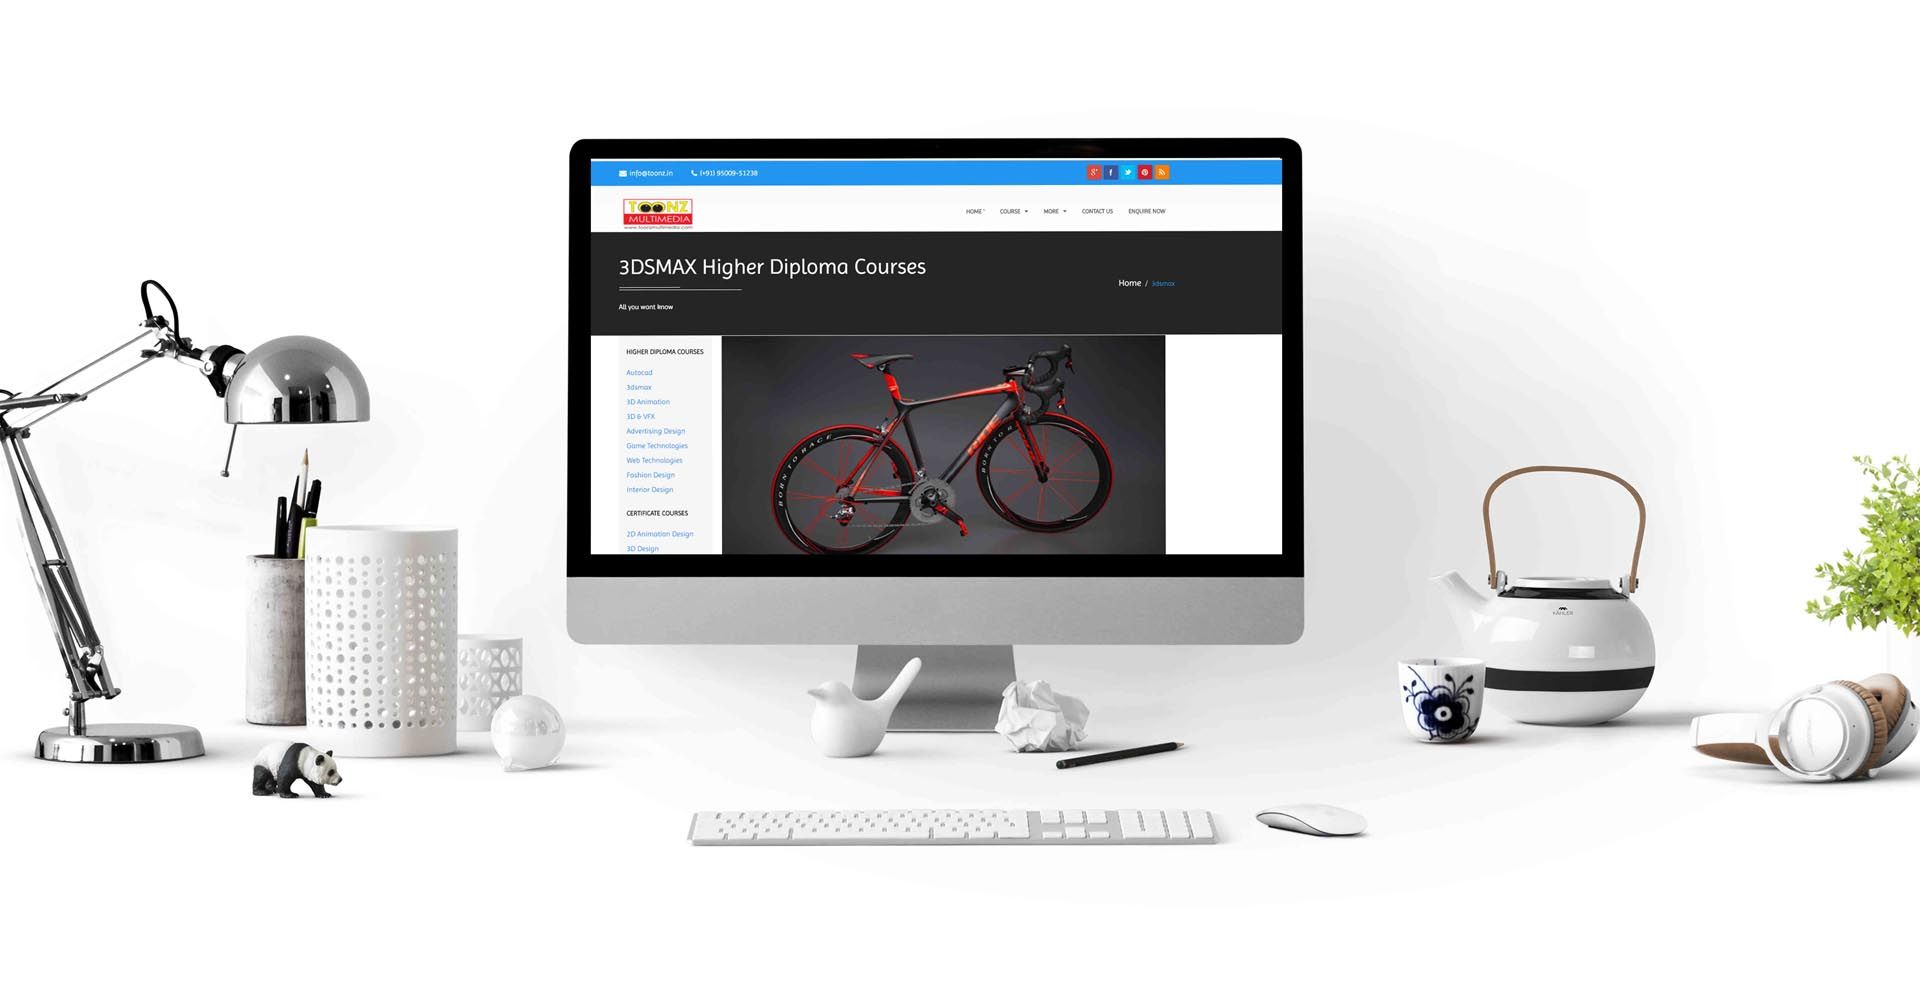 info@toonz.in (+91) 95009-51238
TOONZ
MULTIMEDIA
www.toonzmultimedia.com
HOME COURSE MORE CONTACT US ENQUIRE NOW
3DSMAX Higher Diploma Courses
Home / 3dsmax
All you want know
HIGHER DIPLOMA COURSES
Autocad
3dsmax
3D Animation
3D & VFX
Advertising Design
Game Technologies
Web Technologies
Fashion Design
Interior Design
CERTIFICATE COURSES
2D Animation Design
3D Design
BORN TO RACE
BORN TO R
KÄHLER